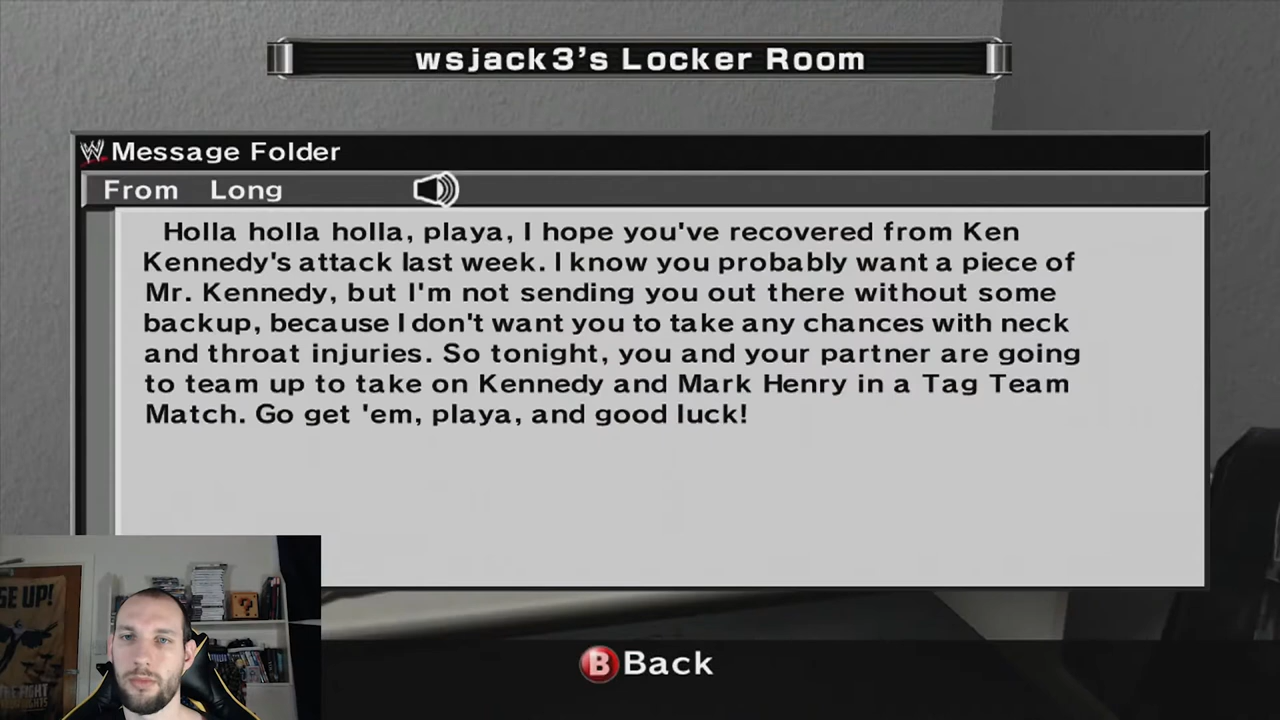 wsjack3's Locker Room
W Message Folder
From Long
Holla holla holla, playa, I hope you've recovered from Ken
Kennedy's attack last week. I know you probably want a piece of
Mr. Kennedy, but I'm not sending you out there without some
backup, because I don't want you to take any chances with neck
and throat injuries. So tonight, you and your partner are going
to team up to take on Kennedy and Mark Henry in a Tag Team
Match. Go get 'em, playa, and good luck!
SE UP!
?
THE FIGHT
B Back